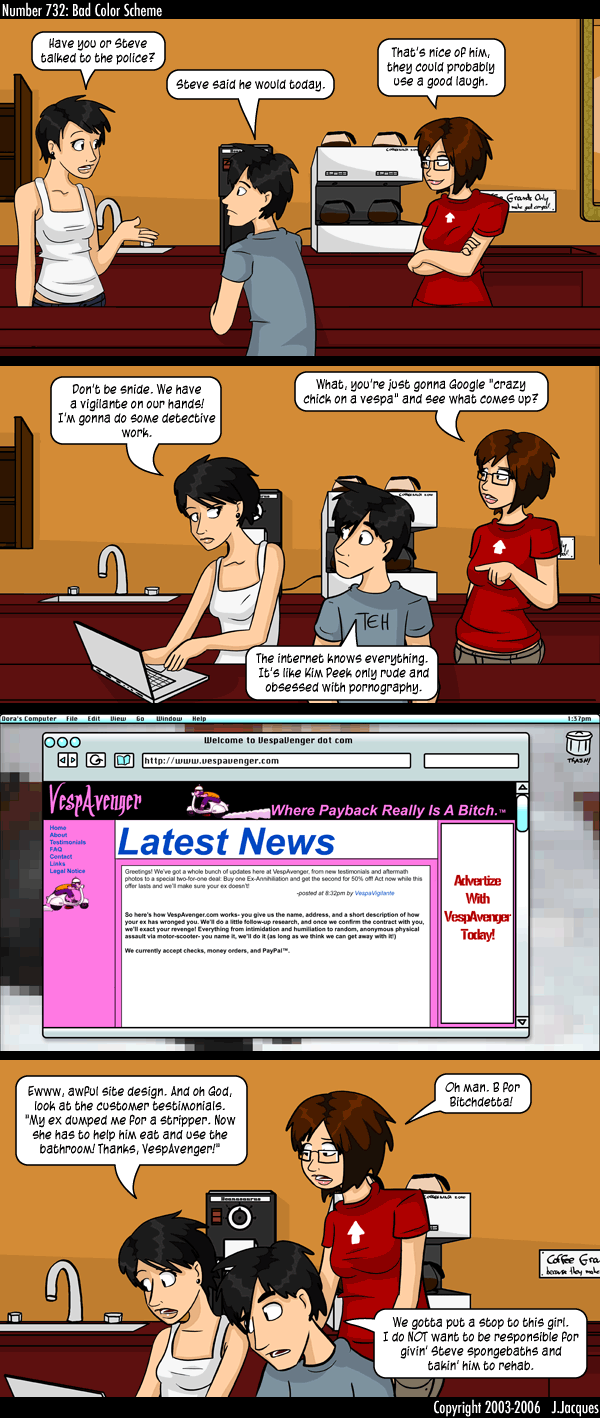 Number 732: Bad Color Scheme
Have you or Steve
talked to the police?
Steve said he would today.
That's nice of him,
they could probably
use a good laugh.
Don't be snide. We have
a vigilante on our hands!
I'm gonna do some detective
work.
What, you're just gonna Google "crazy
chick on a vespa" and see what comes up?
TEH
The internet knows everything.
It's like Kim Peek only rude and
obsessed with pornography.
Dora's Computer File Edit View Go Window Help 1:37pm
Welcome to VespAvenger dot com
http://www.vespavenger.com
TRASH!
VespAvenger
Where Payback Really Is A Bitch.™
Home
About
Testimonials
FAQ
Contact
Links
Legal Notice
Latest News
Greetings! We've got a whole bunch of updates here at VespAvenger, from new testimonials and aftermath
photos to a special two-for-one deal: Buy one Ex-Annihilation and get the second for 50% off! Act now while this
offer lasts and we'll make sure your ex doesn't!
-posted at 8:32pm by VespaVigilante
So here's how VespAvenger.com works- you give us the name, address, and a short description of how
your ex has wronged you. We'll do a little follow-up research, and once we confirm the contract with you,
we'll exact your revenge! Everything from intimidation and humiliation to random, anonymous physical
assault via motor-scooter- you name it, we'll do it (as long as we think we can get away with it!)
We currently accept checks, money orders, and PayPal™.
Advertize
With
VespAvenger
Today!
Ewww, awful site design. And oh God,
look at the customer testimonials.
"My ex dumped me for a stripper. Now
she has to help him eat and use the
bathroom! Thanks, VespAvenger!"
Oh man. B for
Bitchdetta!
Coffee Gra
because they make
We gotta put a stop to this girl.
I do NOT want to be responsible for
givin' Steve spongebaths and
takin' him to rehab.
Copyright 2003-2006 J.Jacques